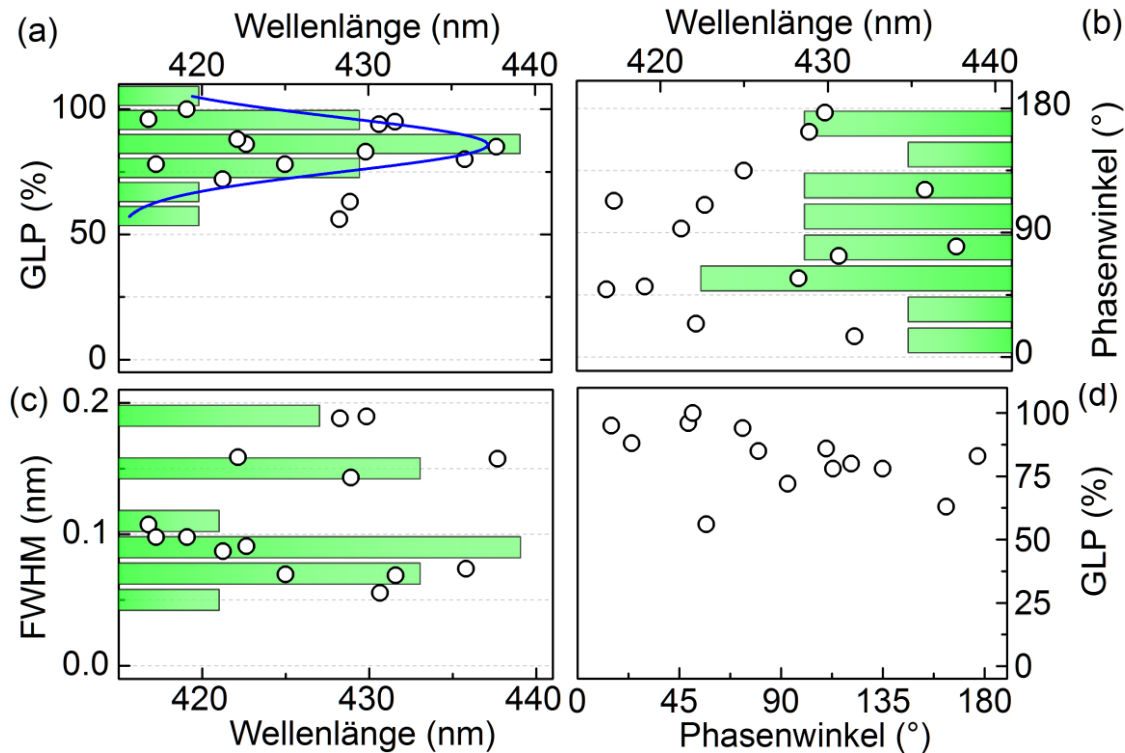 (a)
Wellenlänge (nm)
420 430 440
GLP (%)
100
50
0
Wellenlänge (nm)
420 430 440
(b)
Phasenwinkel (°)
180
90
0
(c)
FWHM (nm)
0.2
0.1
0.0
420 430 440
Wellenlänge (nm)
(d)
GLP (%)
100
75
50
25
0
0 45 90 135 180
Phasenwinkel (°)